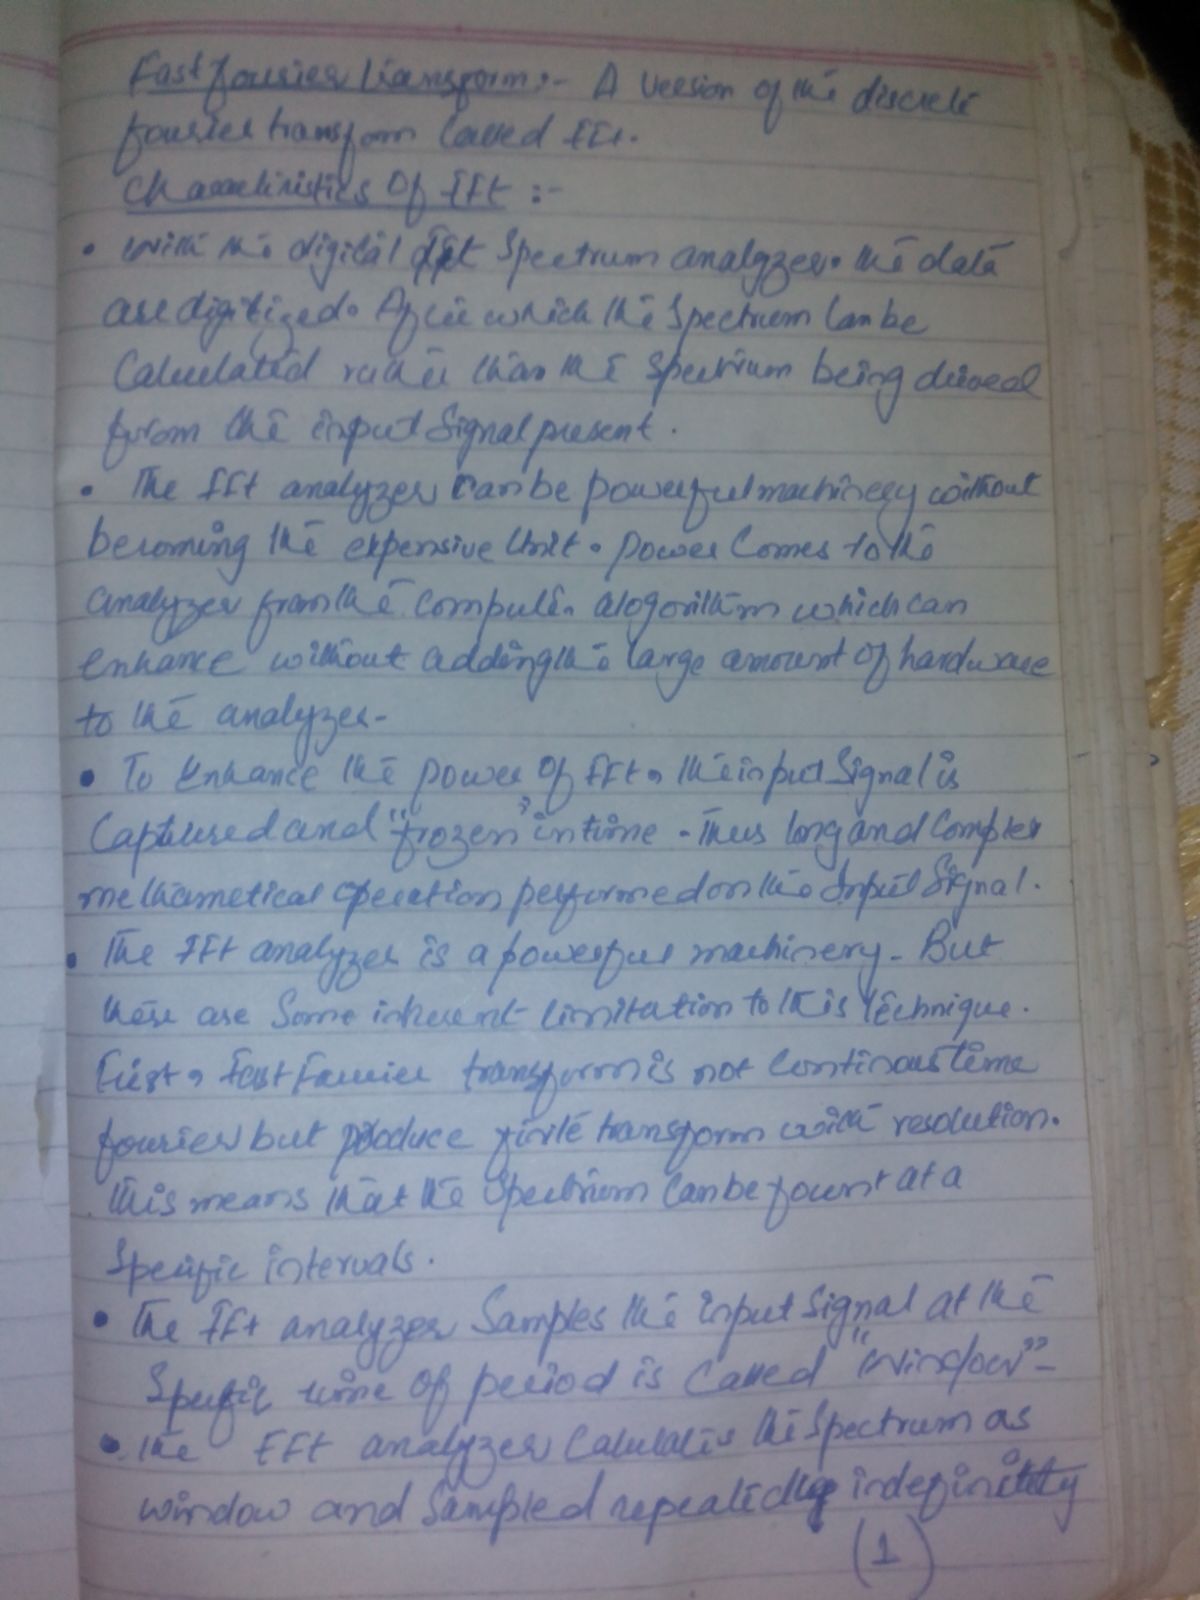 Fast fourier transform :- A version of the discrete
fourier transform called fft.
Characteristics Of fft :-
• With the digital fft Spectrum analyzer. the data
are digitized. After which the Spectrum can be
Calculated rather than the Spectrum being derived
from the input Signal present.
• The fft analyzer can be powerful machinery without
becoming the expensive Unit. power Comes to the
analyzer from the computer alogorithm which can
enhance without adding the large amount of hardware
to the analyzer-
• To Enhance the power Of fft, the input Signal is
Captured and "frozen" in time - Thus long and Complex
methametical operation performed on the Input Signal.
• The FFt analyzer is a powerful machinery- But
there are Some inherent limitation to this technique.
First, fast Fourier transform is not Continous time
fourier but produce finite transform with resolution.
this means that the Spectrum can be fount at a
Specific intervals.
• The FFt analyzer Samples the input Signal at the
Specific time Of period is Called "window"-
• The FFt analyzer Calculates the Spectrum as
window and Sampled indefinitely
(1)